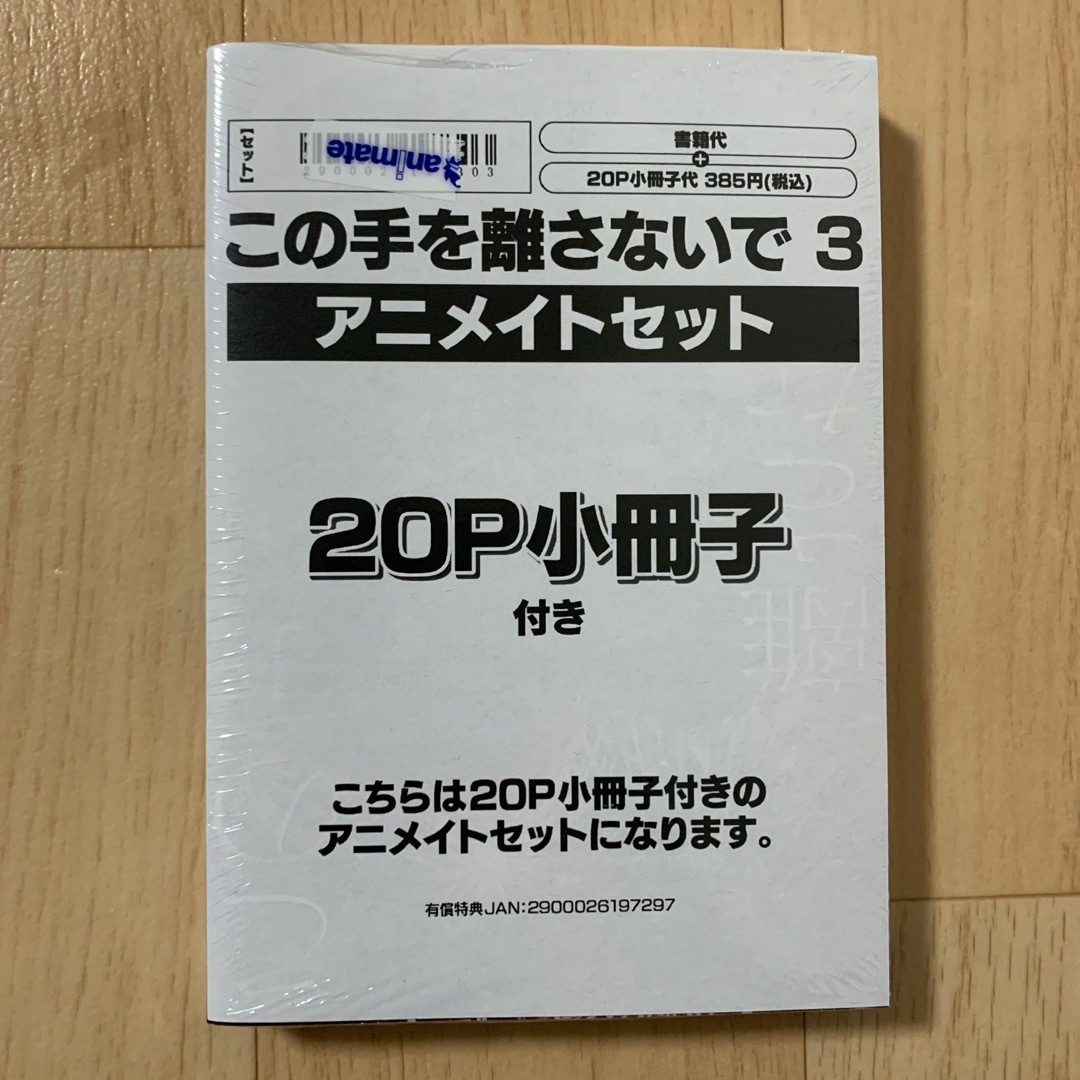 【セット】
animate
書籍代
+
20P小冊子代 385円(税込)
この手を離さないで 3
アニメイトセット
20P小冊子
付き
こちらは20P小冊子付きの
アニメイトセットになります。
有償特典JAN:2900026197297